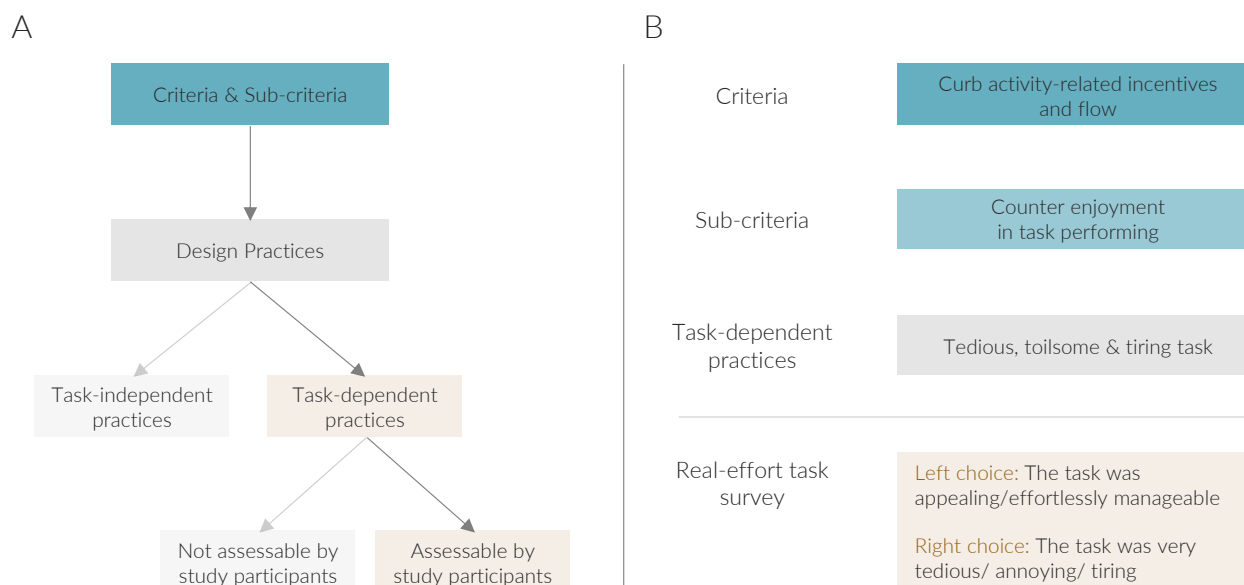 A
Criteria & Sub-criteria
Design Practices
Task-independent
practices
Task-dependent
practices
Not assessable by
study participants
Assessable by
study participants
B
Criteria
Curb activity-related incentives
and flow
Sub-criteria
Counter enjoyment
in task performing
Task-dependent
practices
Tedious, toilsome & tiring task
Real-effort task
survey
Left choice: The task was
appealing/effortlessly manageable
Right choice: The task was very
tedious/ annoying/ tiring